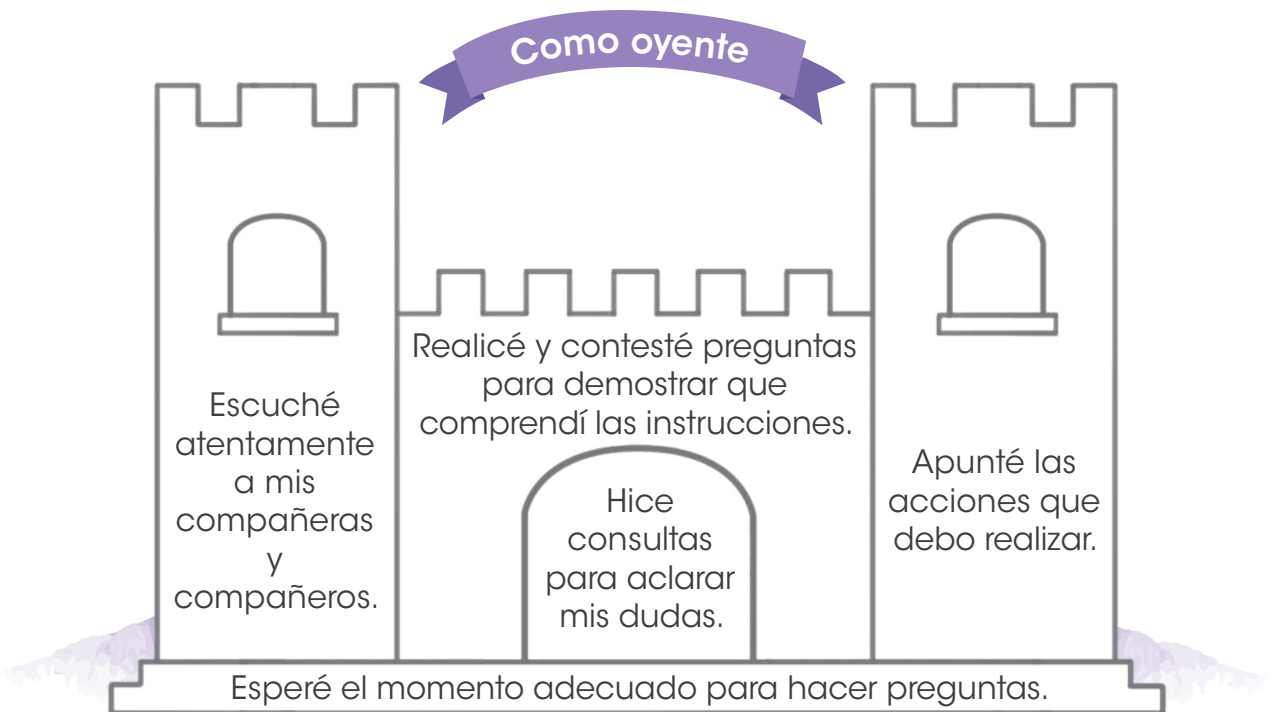 Como oyente
Realicé y contesté preguntas
para demostrar que
comprendí las instrucciones.
Escuché
atentamente
a mis
compañeras
y
compañeros.
Hice
consultas
para aclarar
mis dudas.
Apunté las
acciones que
debo realizar.
Esperé el momento adecuado para hacer preguntas.